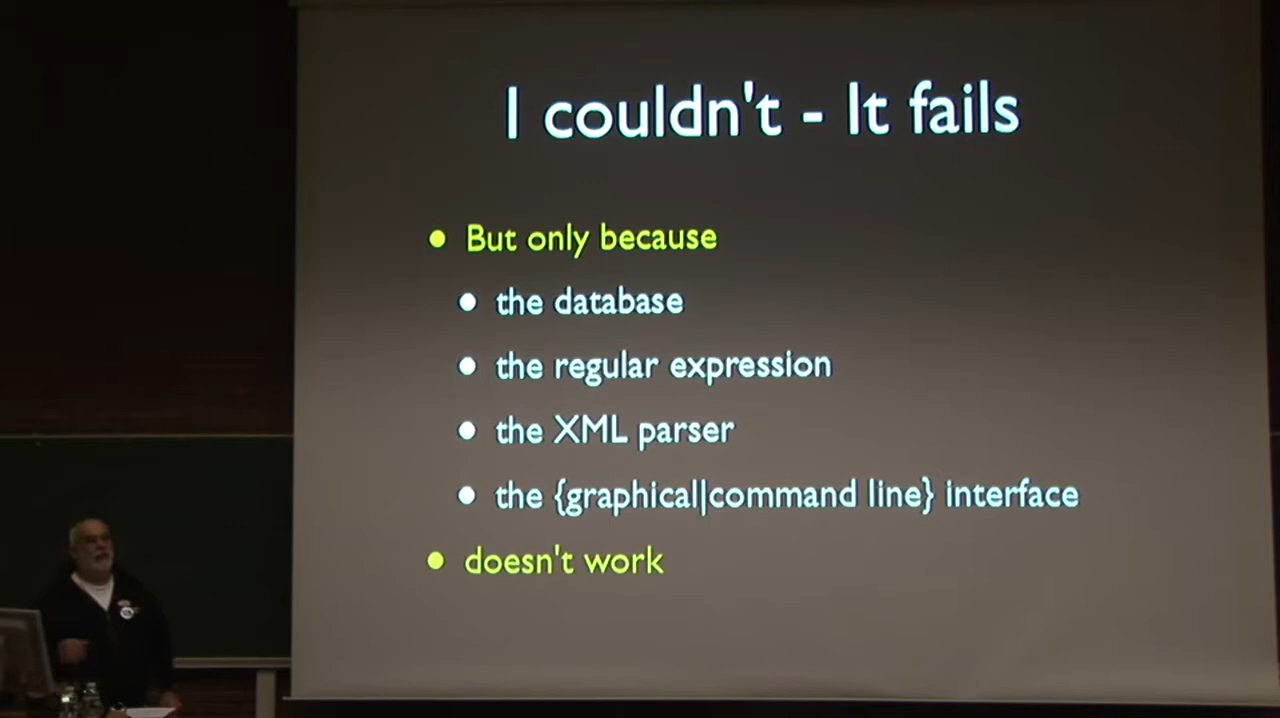 I couldn't - It fails
But only because
the database
the regular expression
the XML parser
the {graphical|command line} interface
doesn't work